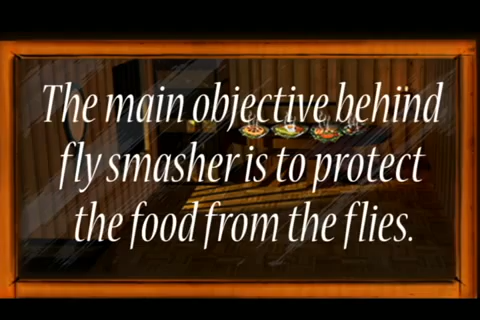 The main objective behind
fly smasher is to protect
the food from the flies.